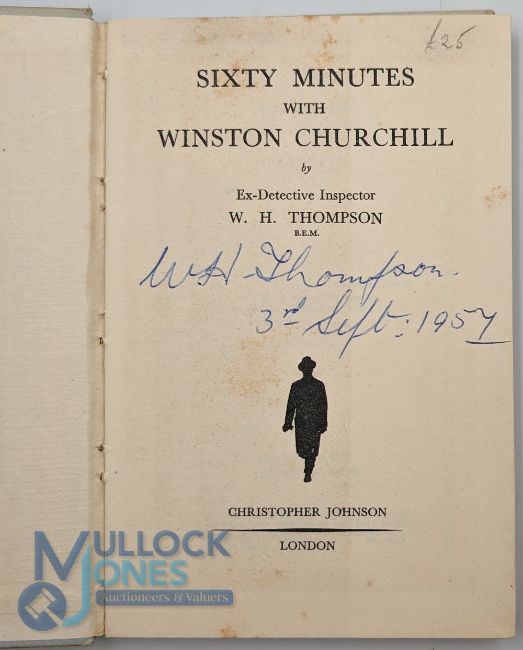 £25
SIXTY MINUTES
WITH
WINSTON CHURCHILL
by
Ex-Detective Inspector
W. H. THOMPSON
B.E.M.
WH Thompson.
3rd Sept: 1957
CHRISTOPHER JOHNSON
LONDON
MULLOCK
JONES
Auctioneers & Valuers